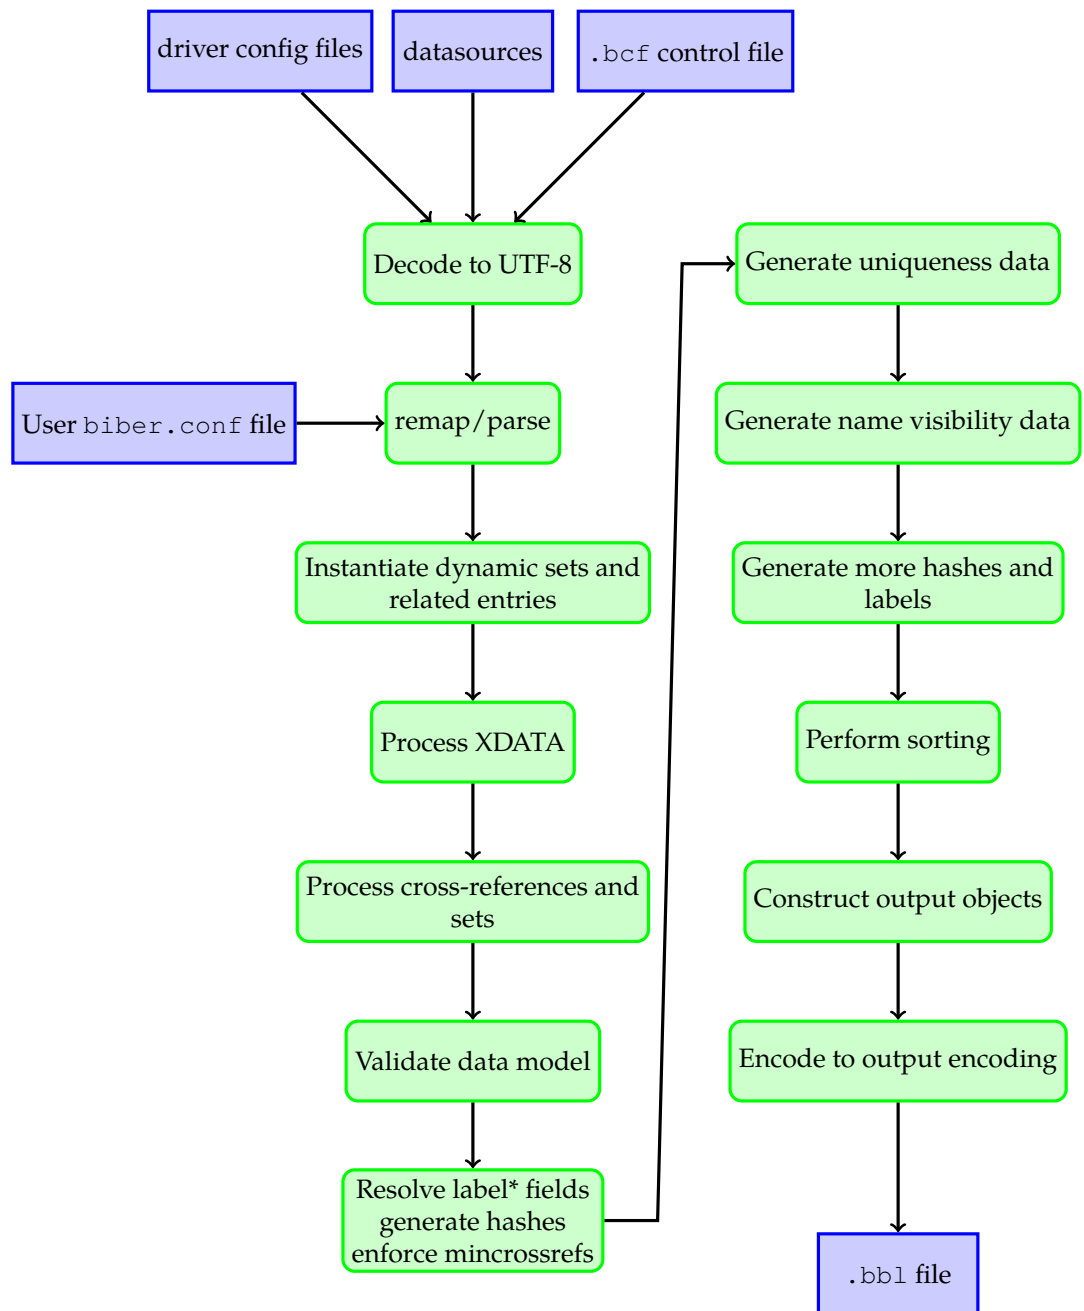 driver config files
datasources
.bcf control file
Decode to UTF-8
User biber.conf file
remap/parse
Instantiate dynamic sets and
related entries
Process XDATA
Process cross-references and
sets
Validate data model
Resolve label* fields
generate hashes
enforce mincrossrefs
Generate uniqueness data
Generate name visibility data
Generate more hashes and
labels
Perform sorting
Construct output objects
Encode to output encoding
.bbl file